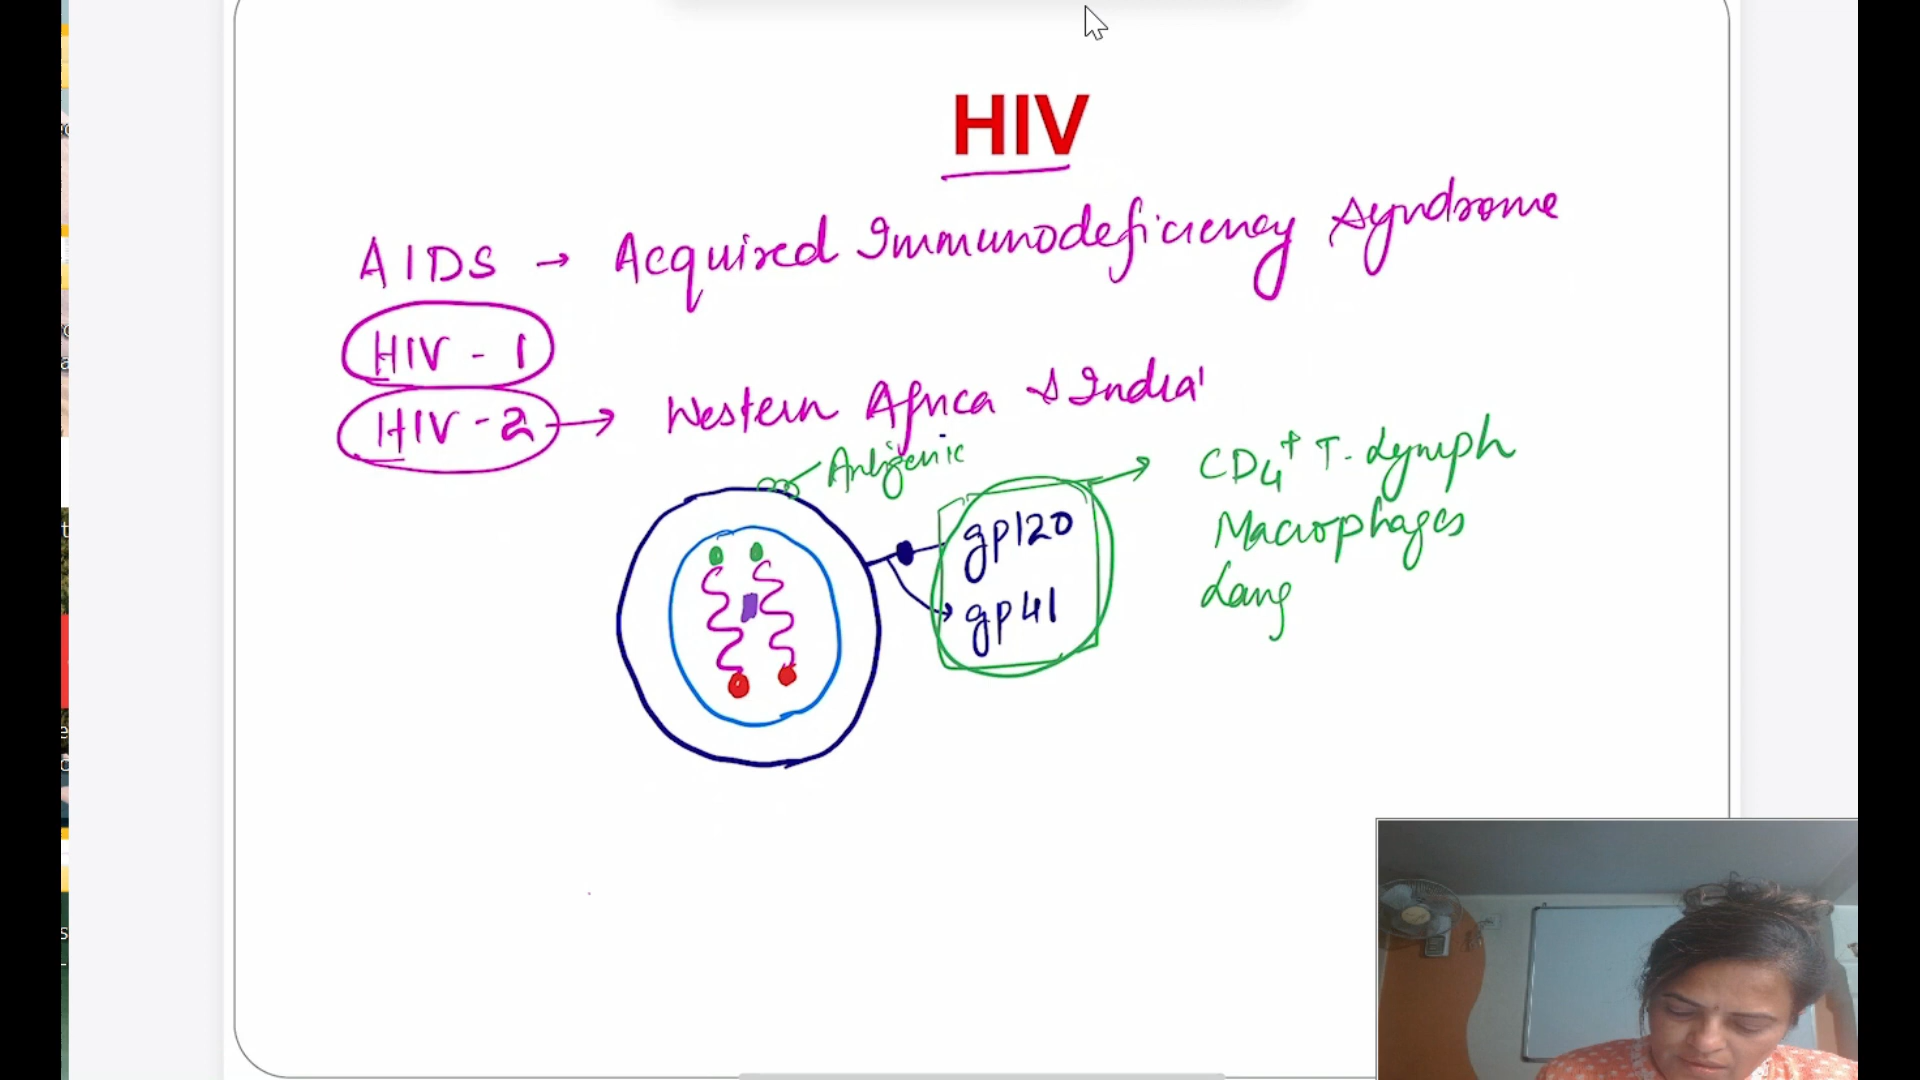 HIV
AIDS → Acquired Immunodeficiency Syndrome
HIV - 1
HIV - 2 → Western Africa & India
Antigenic
CD4+ T. Lymph
gp120
Macrophages
gp41
Lang